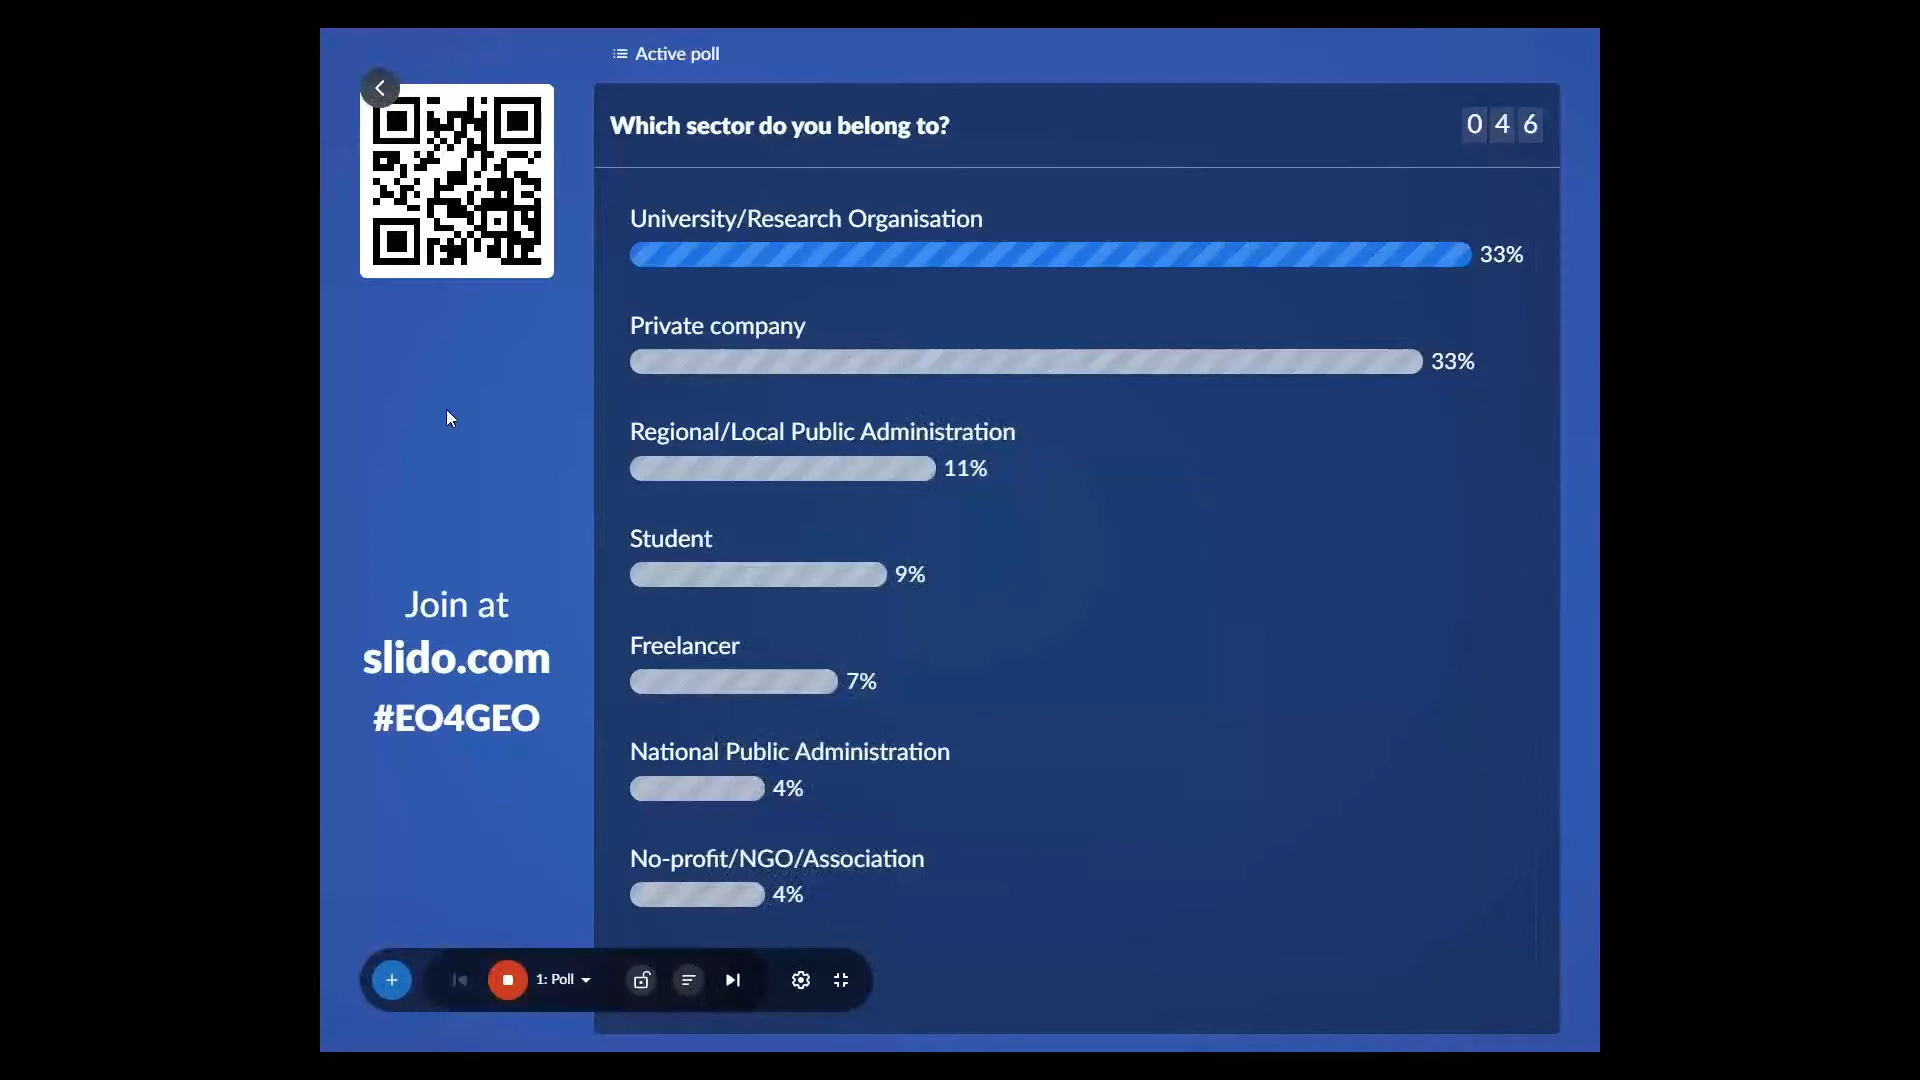 Active poll
Which sector do you belong to?
046
University/Research Organisation
33%
Private company
33%
Regional/Local Public Administration
11%
Student
9%
Freelancer
7%
National Public Administration
4%
No-profit/NGO/Association
4%
Join at
slido.com
#EO4GEO
1: Poll